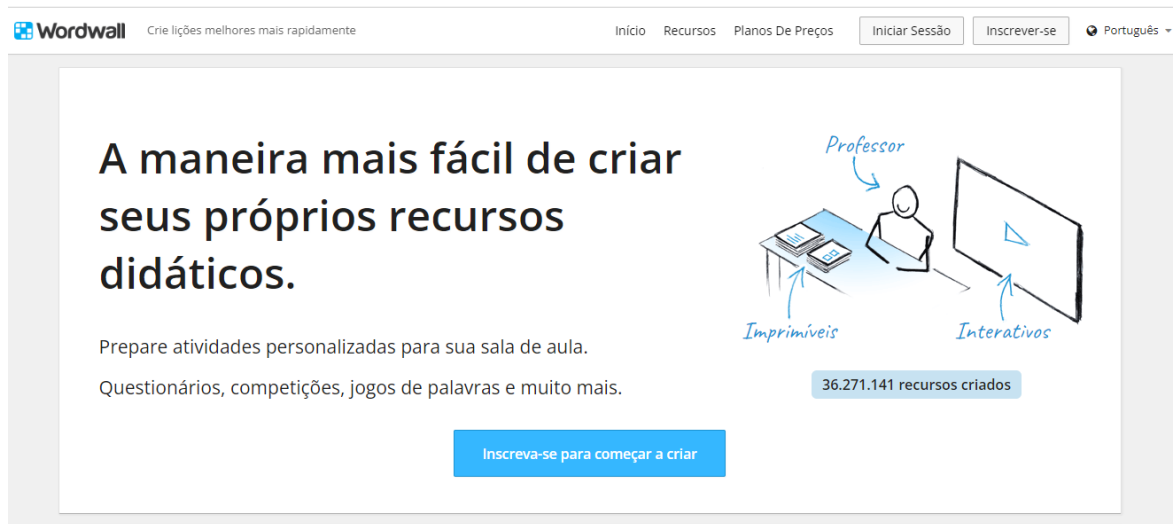 Wordwall
Crie lições melhores mais rapidamente
Início Recursos Planos De Preços Iniciar Sessão Inscrever-se Português
A maneira mais fácil de criar
seus próprios recursos
didáticos.
Prepare atividades personalizadas para sua sala de aula.
Questionários, competições, jogos de palavras e muito mais.
Professor
Imprimíveis
Interativos
36.271.141 recursos criados
Inscreva-se para começar a criar